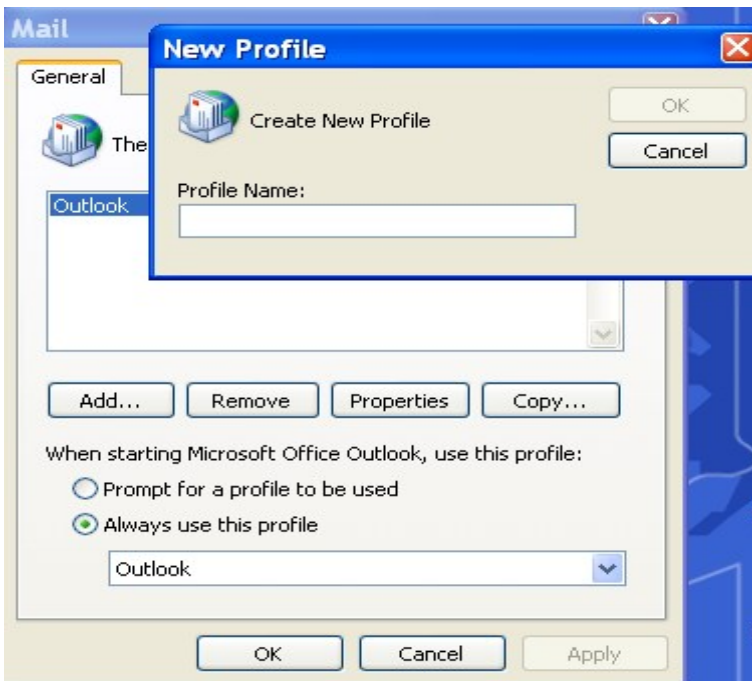 Mail
New Profile
General
Create New Profile
OK
Cancel
The
Profile Name:
Outlook
Add...
Remove
Properties
Copy...
When starting Microsoft Office Outlook, use this profile:
Prompt for a profile to be used
Always use this profile
Outlook
OK
Cancel
Apply